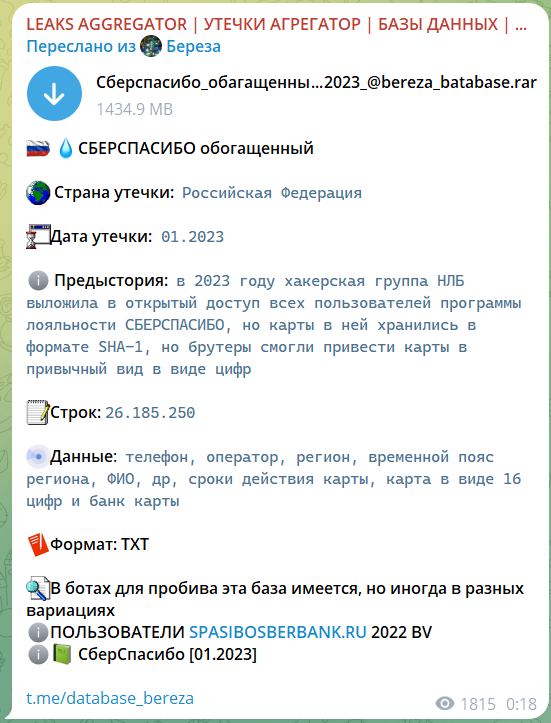 LEAKS AGGREGATOR | УТЕЧКИ АГРЕГАТОР | БАЗЫ ДАННЫХ | ...
Переслано из Береза
Сберспасибо_обагащенны...2023_@bereza_batabase.rar
1434.9 MB
СБЕРСПАСИБО обогащенный
Страна утечки: Российская Федерация
Дата утечки: 01.2023
Предыстория: в 2023 году хакерская группа НЛБ
выложила в открытый доступ всех пользователей программы
лояльности СБЕРСПАСИБО, но карты в ней хранились в
формате SHA-1, но брутеры смогли привести карты в
привычный вид в виде цифр
Строк: 26.185.250
Данные: телефон, оператор, регион, временной пояс
региона, ФИО, др, сроки действия карты, карта в виде 16
цифр и банк карты
Формат: TXT
В ботах для пробива эта база имеется, но иногда в разных
вариациях
ПОЛЬЗОВАТЕЛИ SPASIBOSBERBANK.RU 2022 BV
СберСпасибо [01.2023]
t.me/database_bereza
1815 0:18